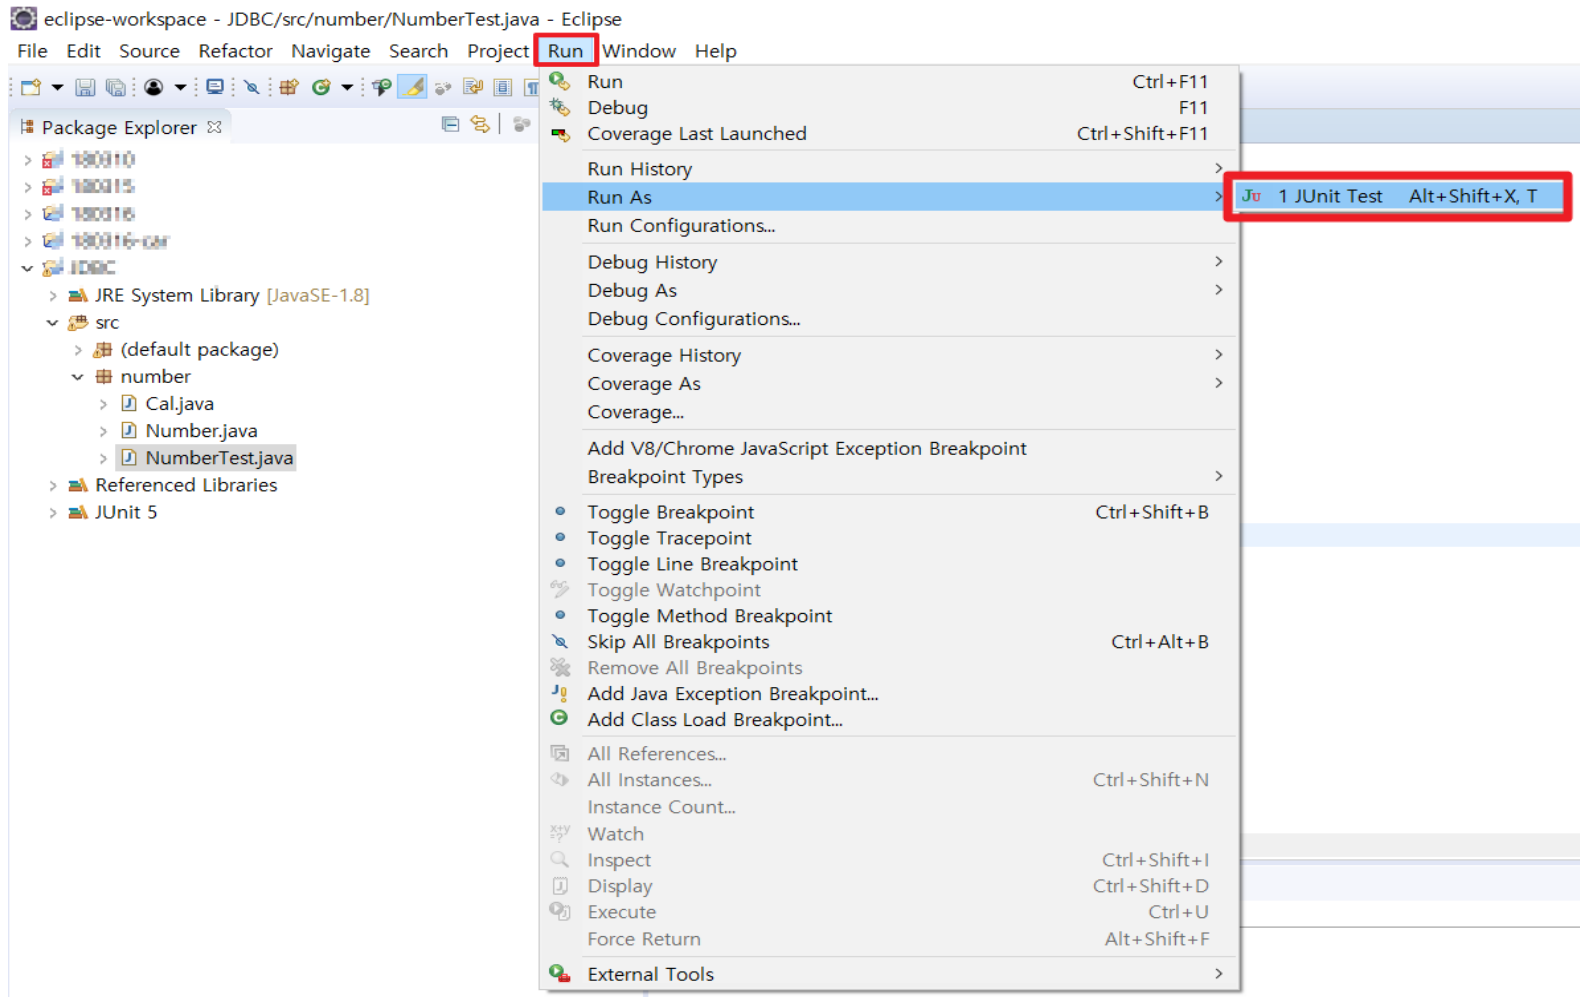 eclipse-workspace - JDBC/src/number/NumberTest.java - Eclipse
File Edit Source Refactor Navigate Search Project Run Window Help
Package Explorer
180310
180315
180316
180316-car
JDBC
JRE System Library [JavaSE-1.8]
src
(default package)
number
Cal.java
Number.java
NumberTest.java
Referenced Libraries
JUnit 5
Run Ctrl+F11
Debug F11
Coverage Last Launched Ctrl+Shift+F11
Run History
Run As
Run Configurations...
Debug History
Debug As
Debug Configurations...
Coverage History
Coverage As
Coverage...
Add V8/Chrome JavaScript Exception Breakpoint
Breakpoint Types
Toggle Breakpoint Ctrl+Shift+B
Toggle Tracepoint
Toggle Line Breakpoint
Toggle Watchpoint
Toggle Method Breakpoint
Skip All Breakpoints Ctrl+Alt+B
Remove All Breakpoints
Add Java Exception Breakpoint...
Add Class Load Breakpoint...
All References...
All Instances... Ctrl+Shift+N
Instance Count...
Watch
Inspect Ctrl+Shift+I
Display Ctrl+Shift+D
Execute Ctrl+U
Force Return Alt+Shift+F
External Tools
Ju 1 JUnit Test Alt+Shift+X, T